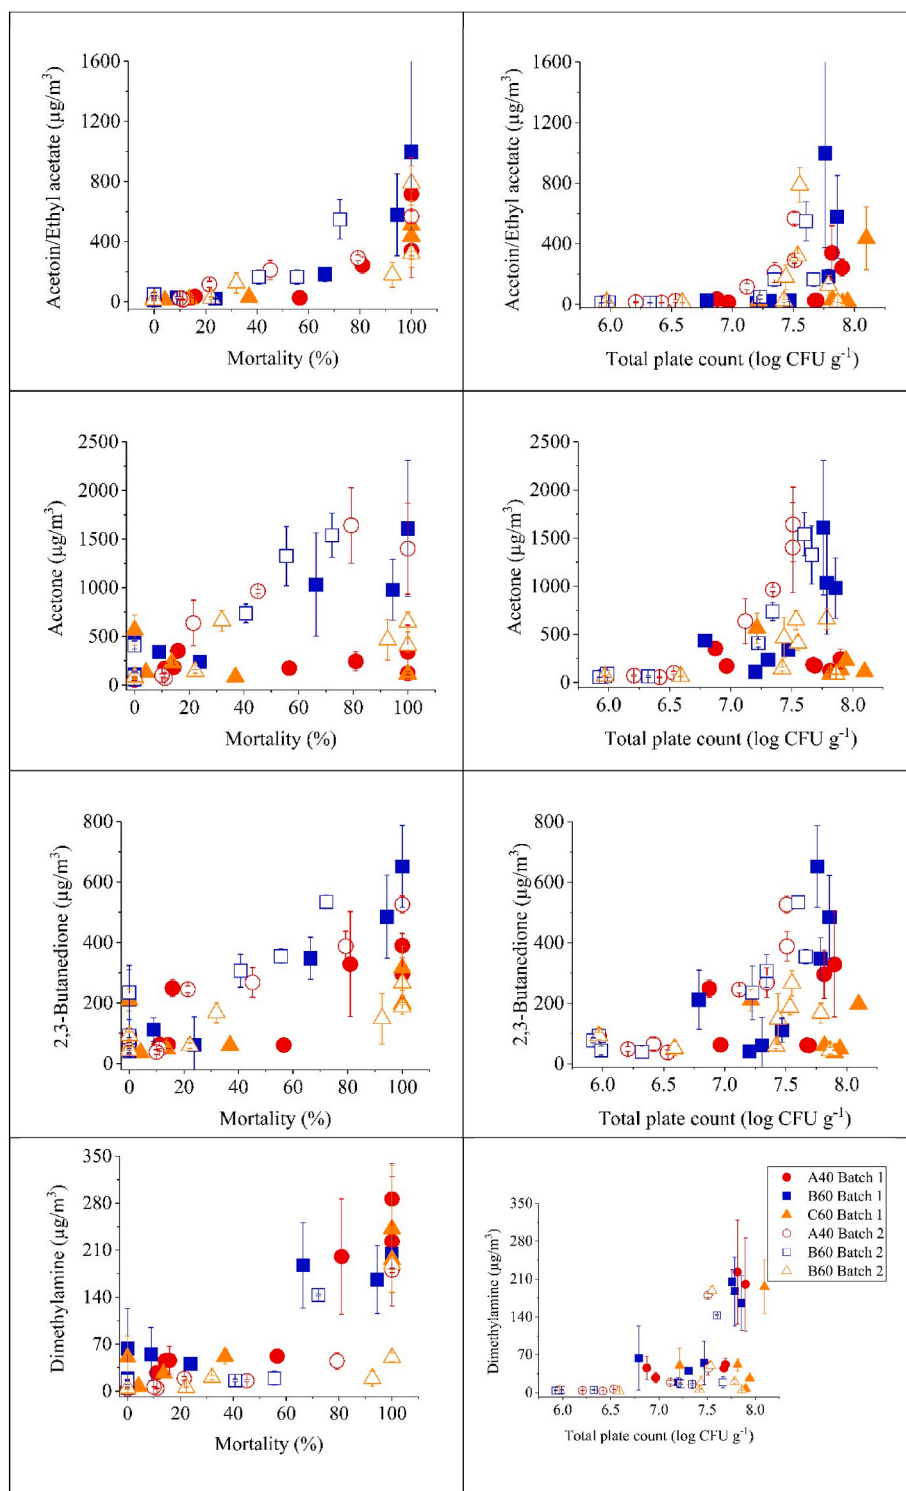 1600
1200
800
400
0
Acetoin/Ethyl acetate (µg/m³)
0 20 40 60 80 100
Mortality (%)
1600
1200
800
400
0
Acetoin/Ethyl acetate (µg/m³)
6.0 6.5 7.0 7.5 8.0
Total plate count (log CFU g⁻¹)
2500
2000
1500
1000
500
0
Acetone (µg/m³)
0 20 40 60 80 100
Mortality (%)
2500
2000
1500
1000
500
0
Acetone (µg/m³)
6.0 6.5 7.0 7.5 8.0
Total plate count (log CFU g⁻¹)
800
600
400
200
0
2,3-Butanedione (µg/m³)
0 20 40 60 80 100
Mortality (%)
800
600
400
200
0
2,3-Butanedione (µg/m³)
6.0 6.5 7.0 7.5 8.0
Total plate count (log CFU g⁻¹)
350
280
210
140
70
0
Dimethylamine (µg/m³)
0 20 40 60 80 100
Mortality (%)
A40 Batch 1
B60 Batch 1
C60 Batch 1
A40 Batch 2
B60 Batch 2
B60 Batch 2
350
280
210
140
70
0
Dimethylamine (µg/m³)
6.0 6.5 7.0 7.5 8.0
Total plate count (log CFU g⁻¹)